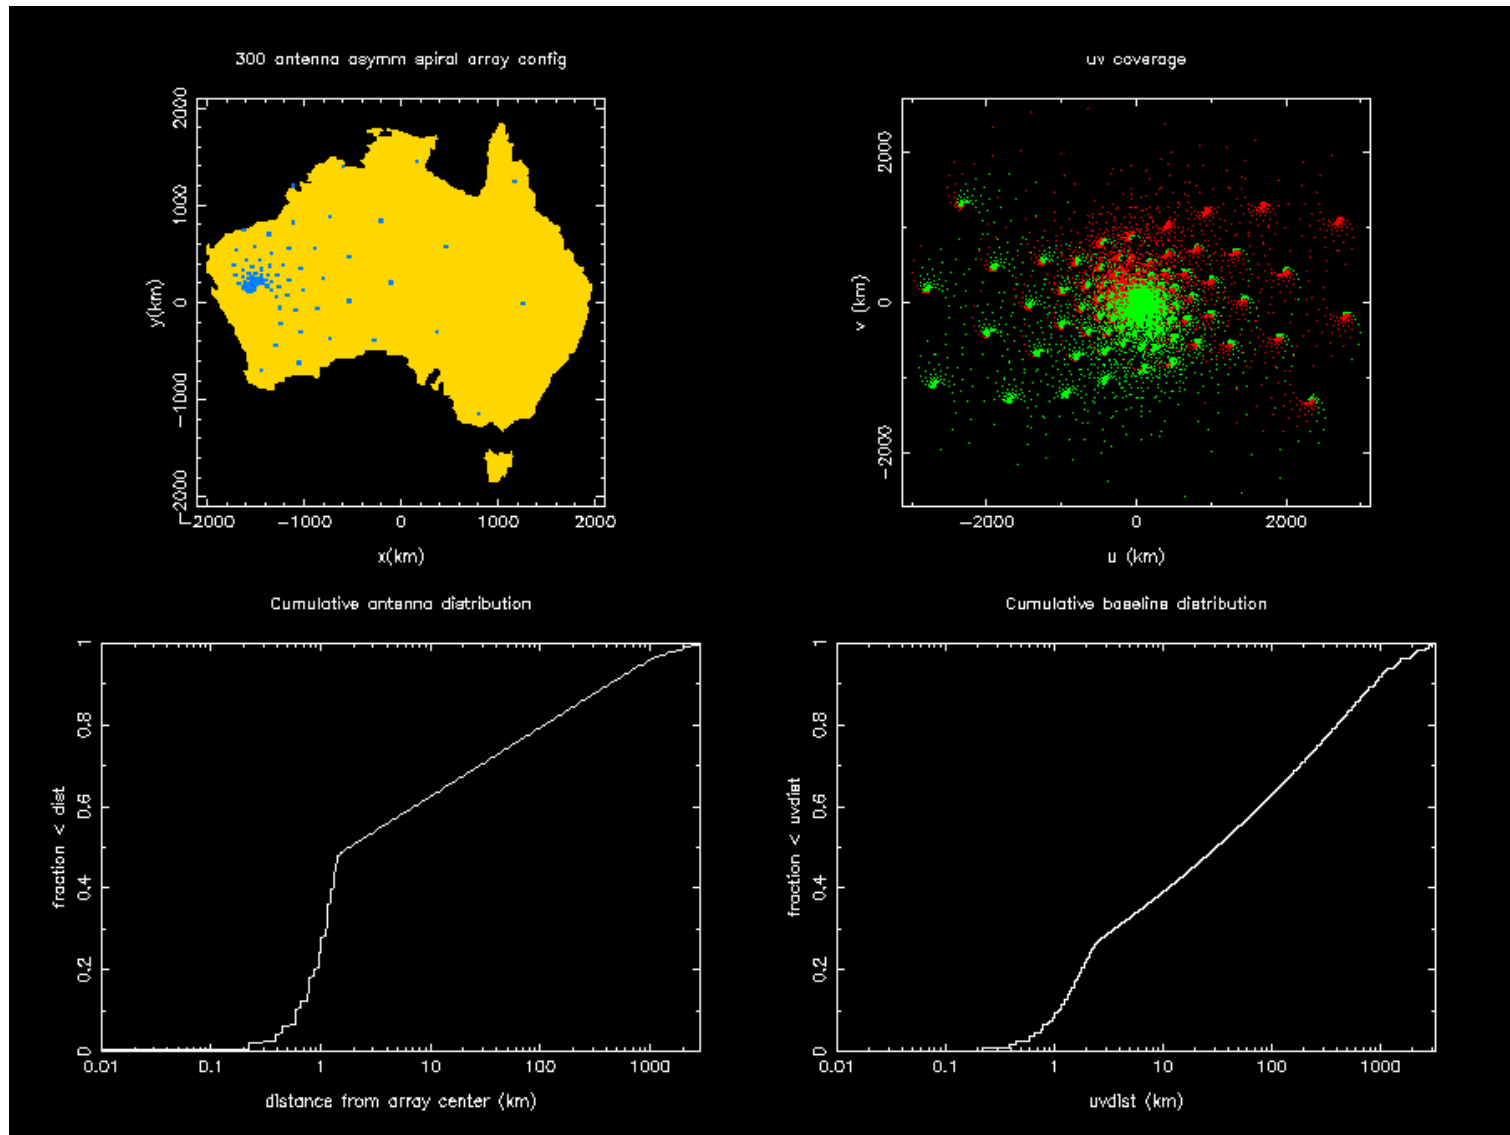 300 antenna asymm spiral array config
uv coverage
2000
1000
0
−1000
−2000
y(km)
−2000 −1000 0 1000 2000
x(km)
2000
0
−2000
v (km)
−2000 0 2000
u (km)
Cumulative antenna distribution
Cumulative baseline distribution
1
0.8
0.6
0.4
0.2
0
fraction < dist
0.01 0.1 1 10 100 1000
distance from array center (km)
1
0.8
0.6
0.4
0.2
0
fraction < uvdist
0.01 0.1 1 10 100 1000
uvdist (km)